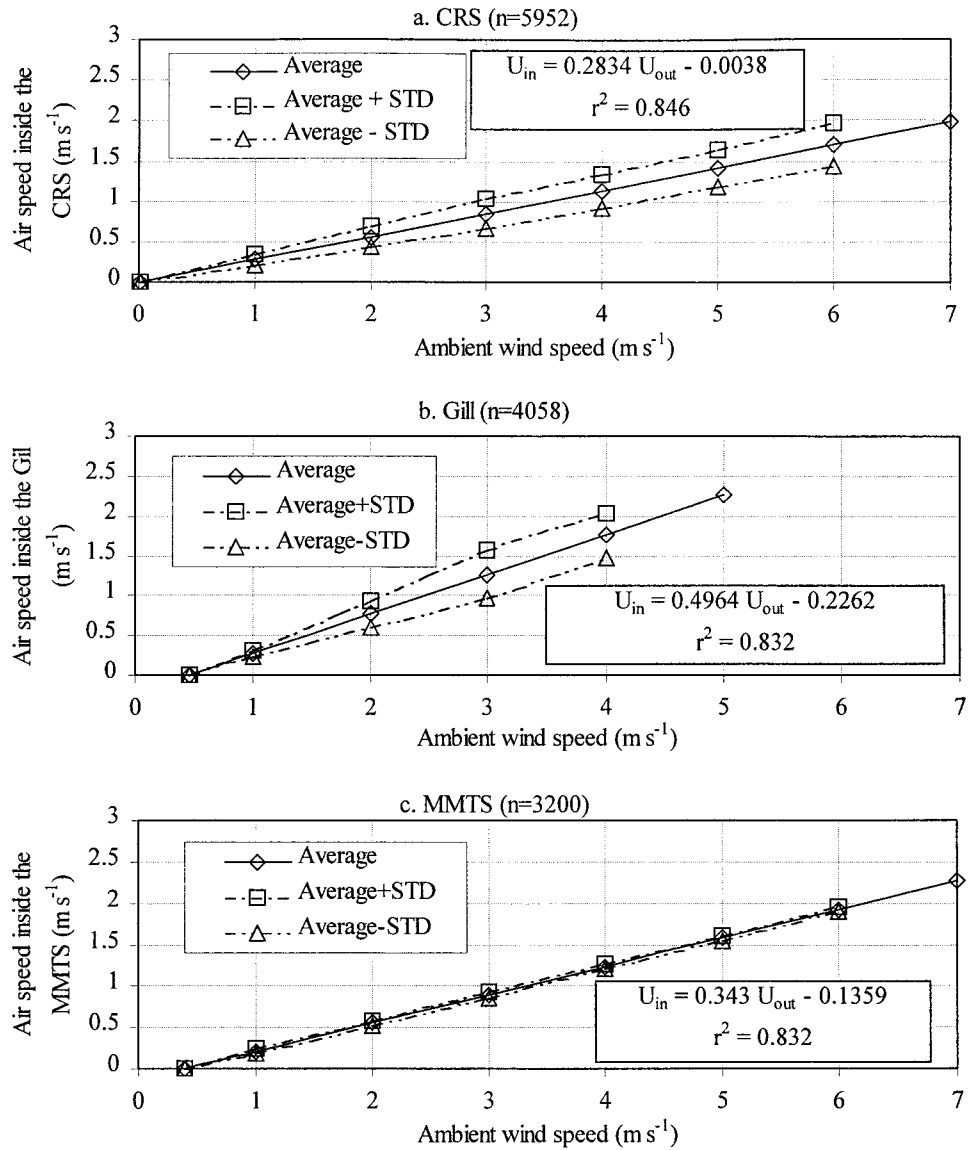 a. CRS (n=5952)
Air speed inside the
CRS (m s⁻¹)
3
2.5
2
1.5
1
0.5
0
Average
Average + STD
Average - STD
U_in = 0.2834 U_out - 0.0038
r² = 0.846
0 1 2 3 4 5 6 7
Ambient wind speed (m s⁻¹)
b. Gill (n=4058)
Air speed inside the Gil
(m s⁻¹)
3
2.5
2
1.5
1
0.5
0
Average
Average+STD
Average-STD
U_in = 0.4964 U_out - 0.2262
r² = 0.832
0 1 2 3 4 5 6 7
Ambient wind speed (m s⁻¹)
c. MMTS (n=3200)
Air speed inside the
MMTS (m s⁻¹)
3
2.5
2
1.5
1
0.5
0
Average
Average+STD
Average-STD
U_in = 0.343 U_out - 0.1359
r² = 0.832
0 1 2 3 4 5 6 7
Ambient wind speed (m s⁻¹)